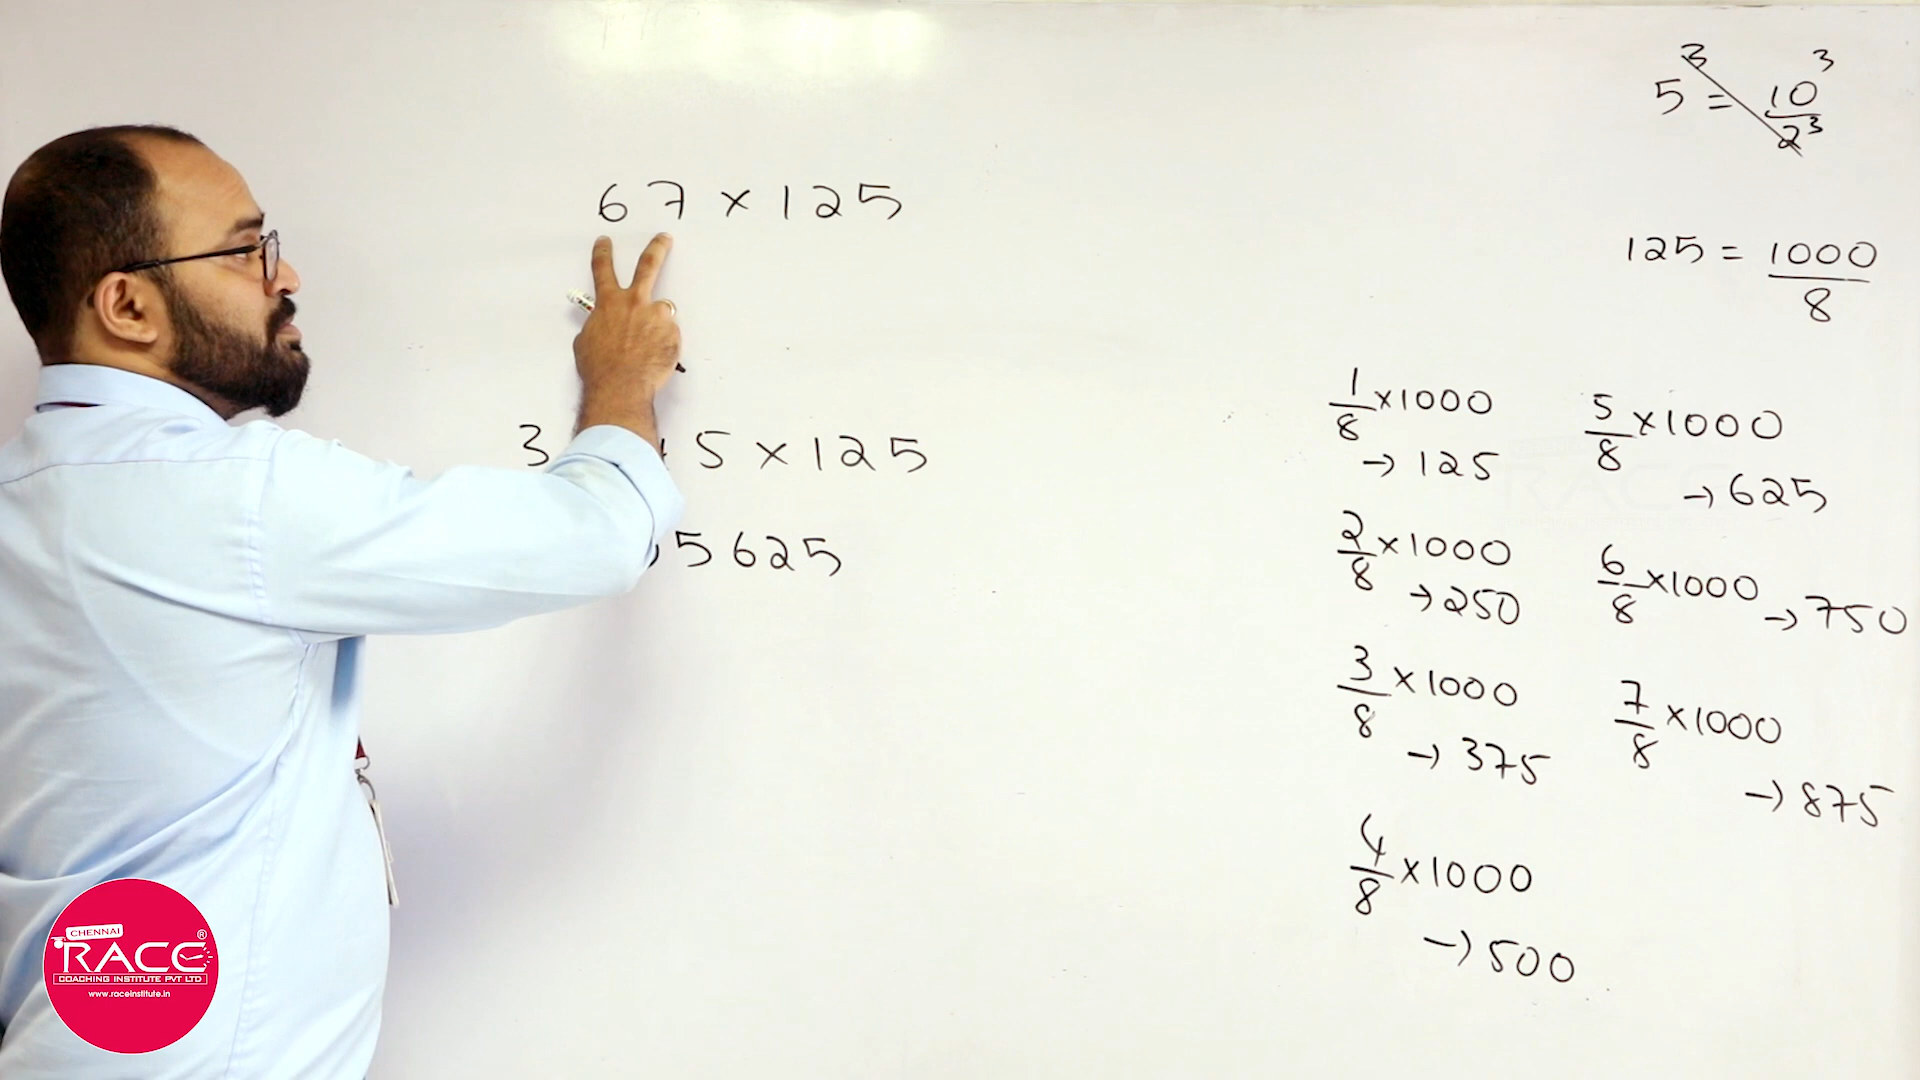 67 × 125
3 5 × 125
5625
5³ = 10³/2³
125 = 1000/8
1/8 × 1000
→ 125
2/8 × 1000
→ 250
3/8 × 1000
→ 375
4/8 × 1000
→ 500
5/8 × 1000
→ 625
6/8 × 1000 → 750
7/8 × 1000
→ 875
CHENNAI
RACE®
COACHING INSTITUTE PVT LTD
www.raceinstitute.in